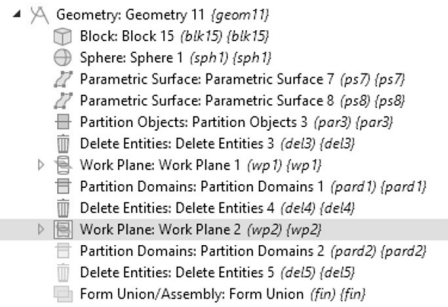 Geometry: Geometry 11 {geom11}
Block: Block 15 (blk15) {blk15}
Sphere: Sphere 1 (sph1) {sph1}
Parametric Surface: Parametric Surface 7 (ps7) {ps7}
Parametric Surface: Parametric Surface 8 (ps8) {ps8}
Partition Objects: Partition Objects 3 (par3) {par3}
Delete Entities: Delete Entities 3 (del3) {del3}
Work Plane: Work Plane 1 (wp1) {wp1}
Partition Domains: Partition Domains 1 (pard1) {pard1}
Delete Entities: Delete Entities 4 (del4) {del4}
Work Plane: Work Plane 2 (wp2) {wp2}
Partition Domains: Partition Domains 2 (pard2) {pard2}
Delete Entities: Delete Entities 5 (del5) {del5}
Form Union/Assembly: Form Union (fin) {fin}